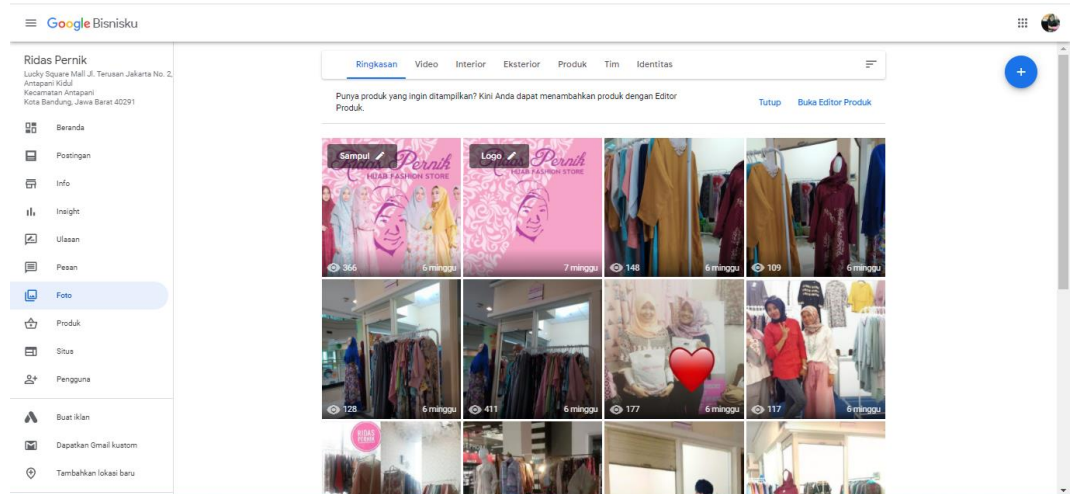 Google Bisnisku
Ridas Pernik
Lucky Square Mall Jl. Terusan Jakarta No. 2,
Antapani Kidul
Kecamatan Antapani
Kota Bandung, Jawa Barat 40291
Beranda
Postingan
Info
Insight
Ulasan
Pesan
Foto
Produk
Situs
Pengguna
Buat iklan
Dapatkan Gmail kustom
Tambahkan lokasi baru
Ringkasan Video Interior Eksterior Produk Tim Identitas
Punya produk yang ingin ditampilkan? Kini Anda dapat menambahkan produk dengan Editor
Produk.
Tutup Buka Editor Produk
Sampul
Ridas Pernik
HIJAB FASHION STORE
366 6 minggu
Logo
Ridas Pernik
HIJAB FASHION STORE
7 minggu
148 6 minggu
109 6 minggu
128 6 minggu
411 6 minggu
177 6 minggu
117 6 minggu
RIDAS
PERNIK